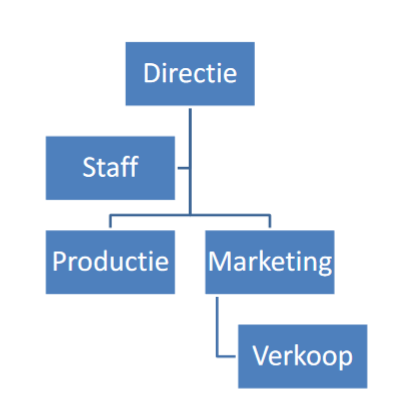 Directie
Staff
Productie
Marketing
Verkoop